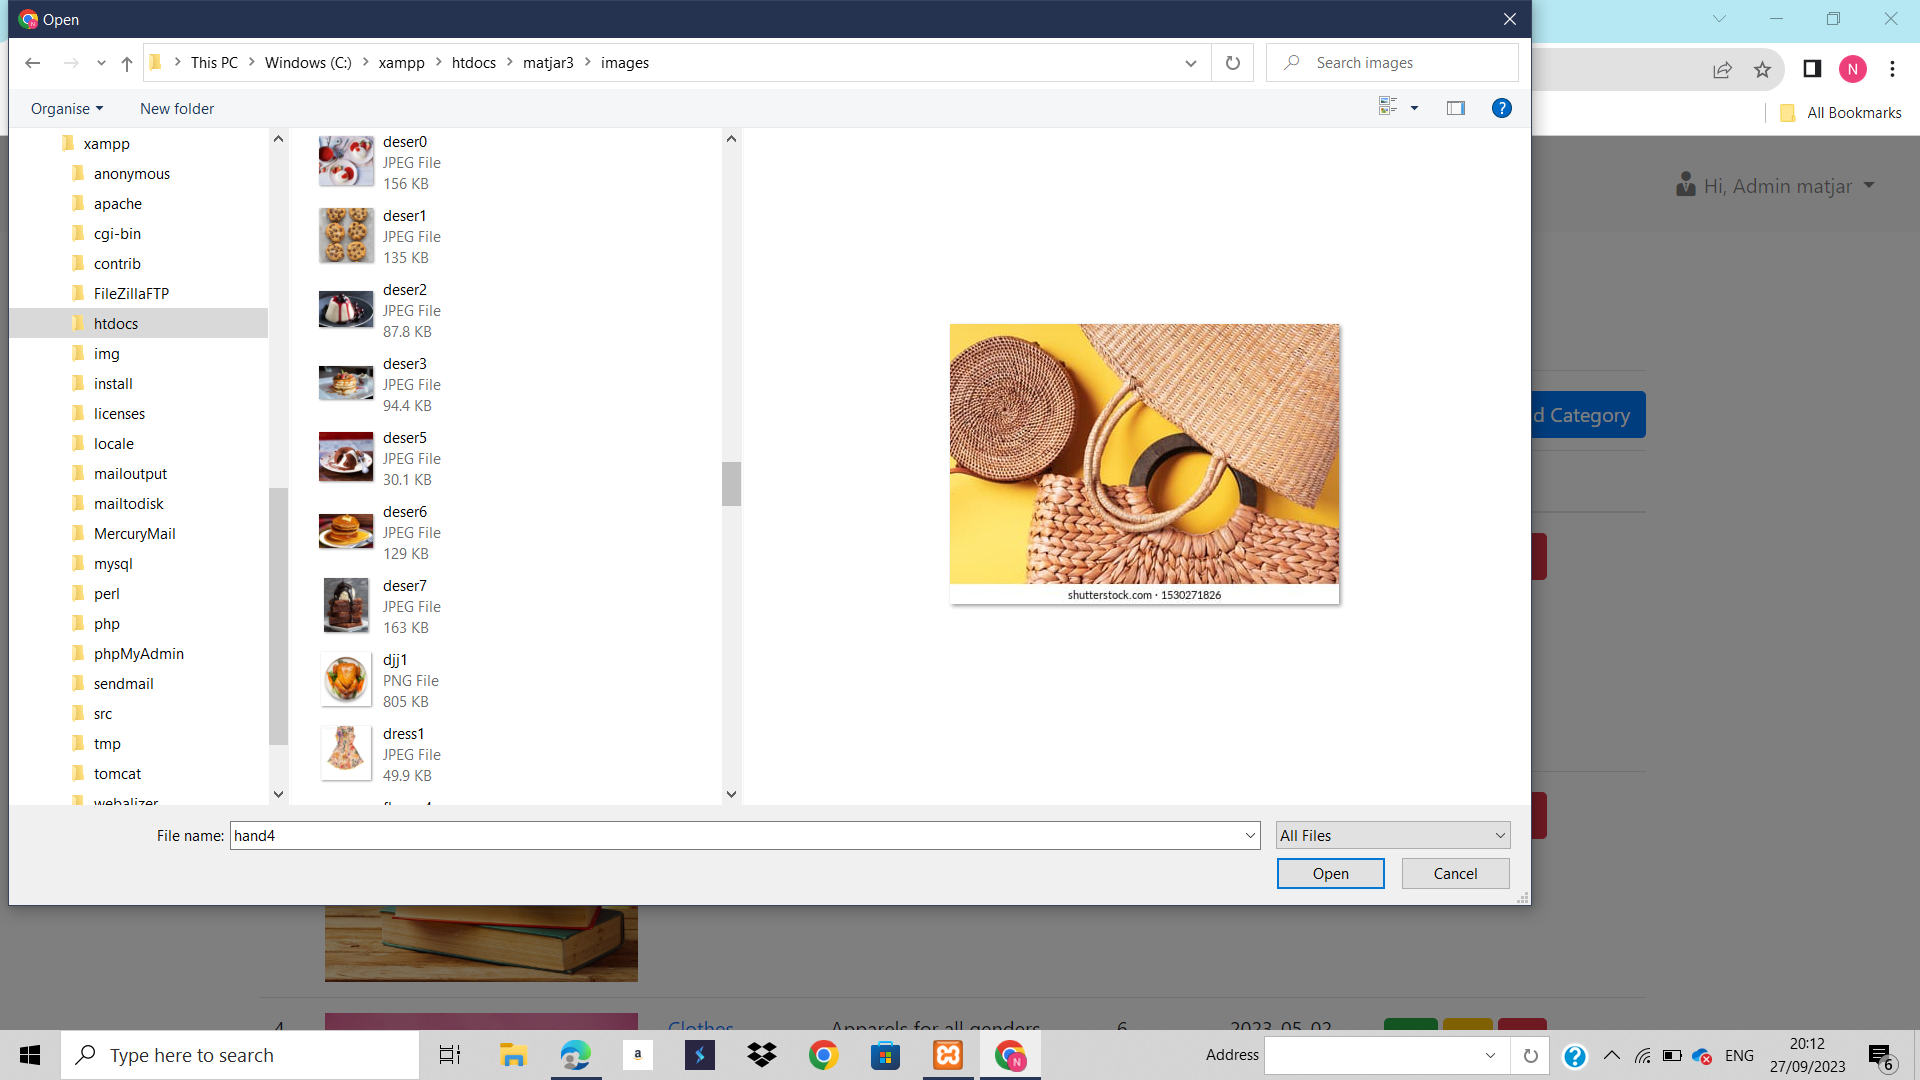 Open
This PC
Windows (C:)
xampp
htdocs
matjar3
images
Search images
Organise
New folder
All Bookmarks
N
Hi, Admin matjar
d Category
xampp
anonymous
apache
cgi-bin
contrib
FileZillaFTP
htdocs
img
install
licenses
locale
mailoutput
mailtodisk
MercuryMail
mysql
perl
php
phpMyAdmin
sendmail
src
tmp
tomcat
webalizer
deser0
JPEG File
156 KB
deser1
JPEG File
135 KB
deser2
JPEG File
87.8 KB
deser3
JPEG File
94.4 KB
deser5
JPEG File
30.1 KB
deser6
JPEG File
129 KB
deser7
JPEG File
163 KB
djj1
PNG File
805 KB
dress1
JPEG File
49.9 KB
shutterstock.com · 1530271826
File name: hand4
All Files
Open
Cancel
4
Clothes
Apparels for all genders
6
2023-05-02
Type here to search
a
N
Address
ENG
20:12
27/09/2023
6